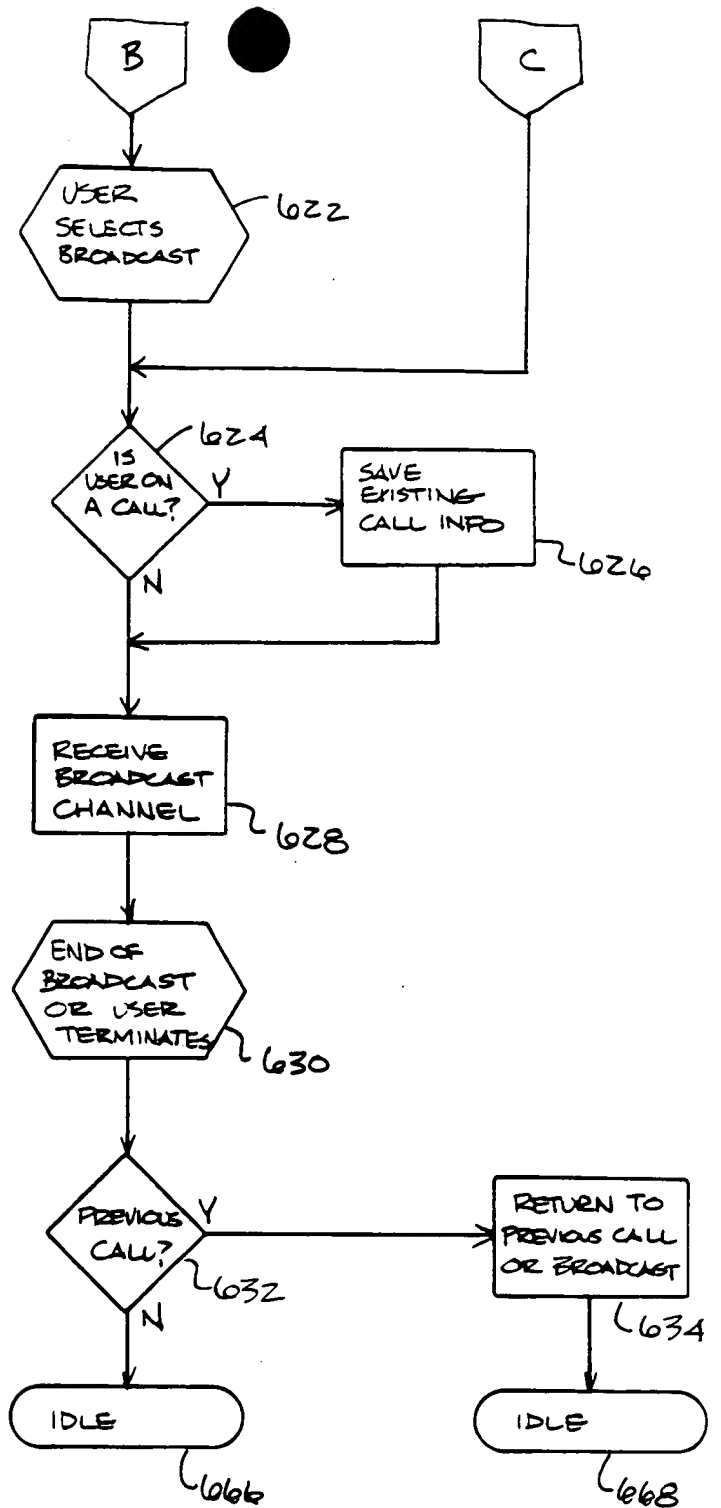 B
C
USER
SELECTS
BROADCAST
622
624
IS
USER ON
A CALL?
Y
N
SAVE
EXISTING
CALL INFO
626
RECEIVE
BROADCAST
CHANNEL
628
END OF
BROADCAST
OR USER
TERMINATES
630
PREVIOUS
CALL?
Y
632
N
RETURN TO
PREVIOUS CALL
OR BROADCAST
634
IDLE
666
IDLE
668